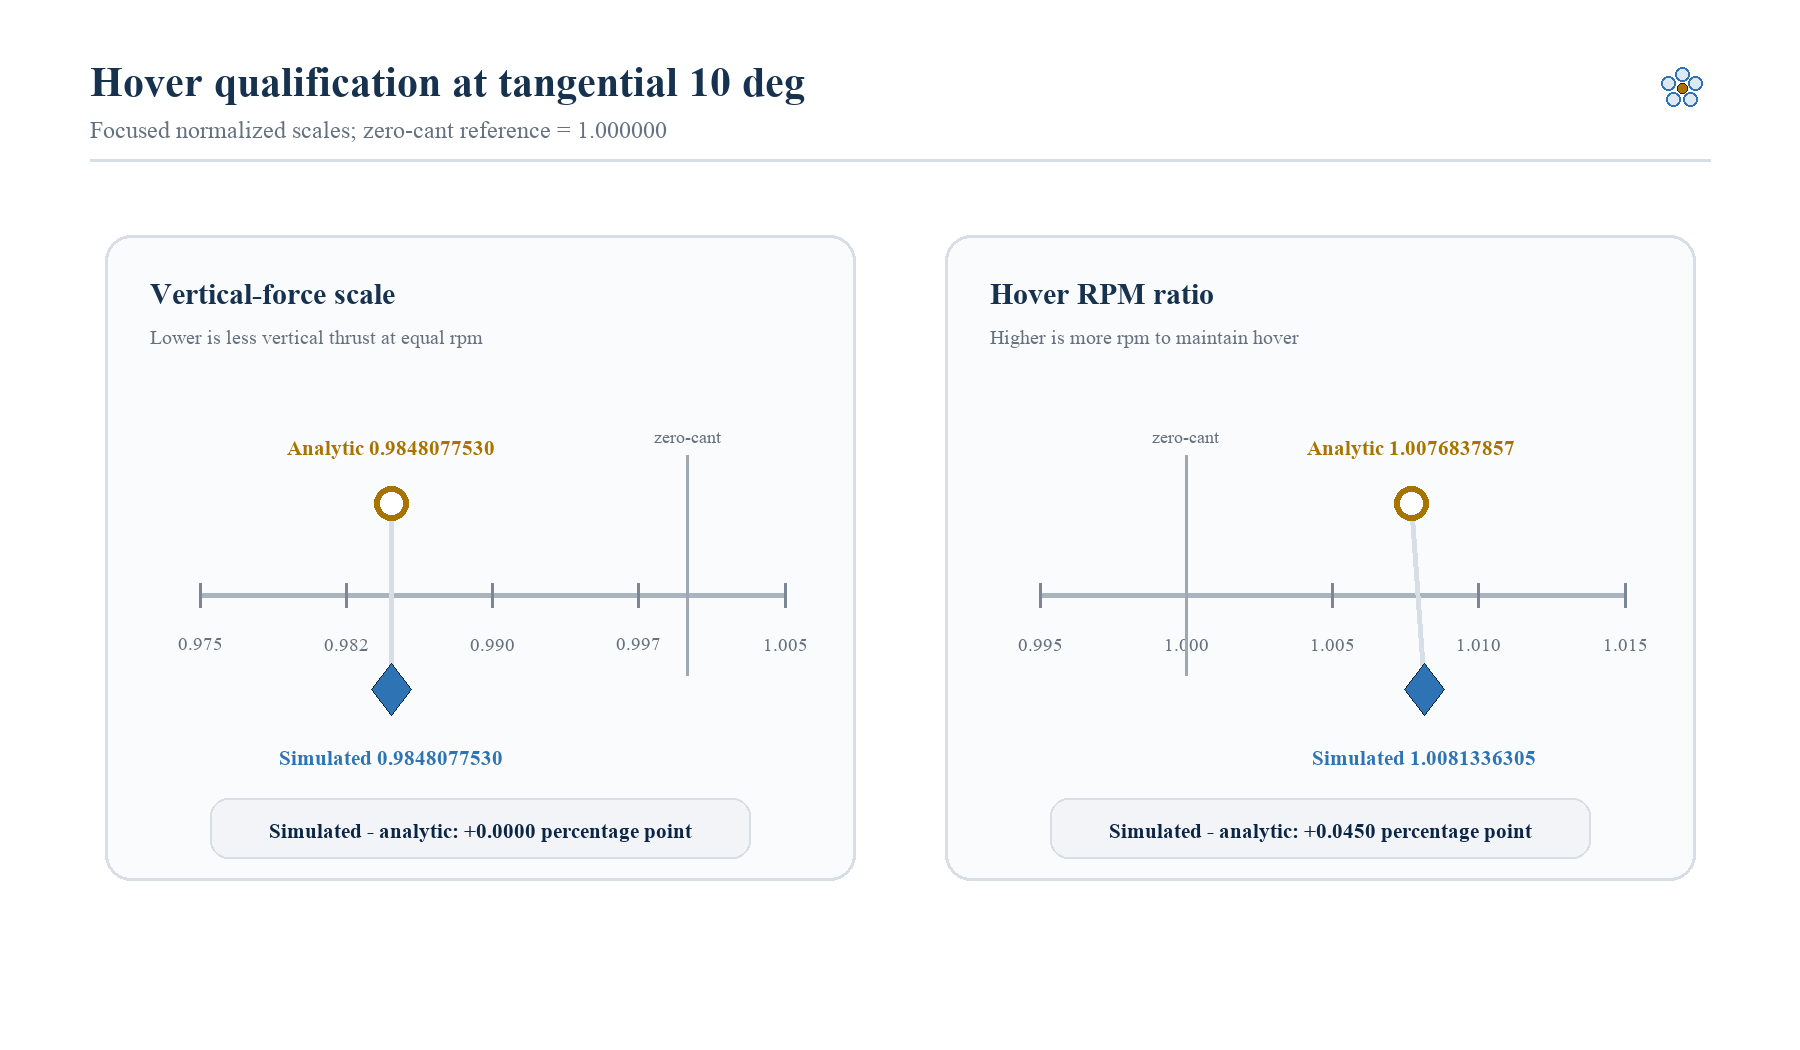 Hover qualification at tangential 10 deg
Focused normalized scales; zero-cant reference = 1.000000
Vertical-force scale
Lower is less vertical thrust at equal rpm
zero-cant
Analytic 0.9848077530
0.975 0.982 0.990 0.997 1.005
Simulated 0.9848077530
Simulated - analytic: +0.0000 percentage point
Hover RPM ratio
Higher is more rpm to maintain hover
zero-cant
Analytic 1.0076837857
0.995 1.000 1.005 1.010 1.015
Simulated 1.0081336305
Simulated - analytic: +0.0450 percentage point